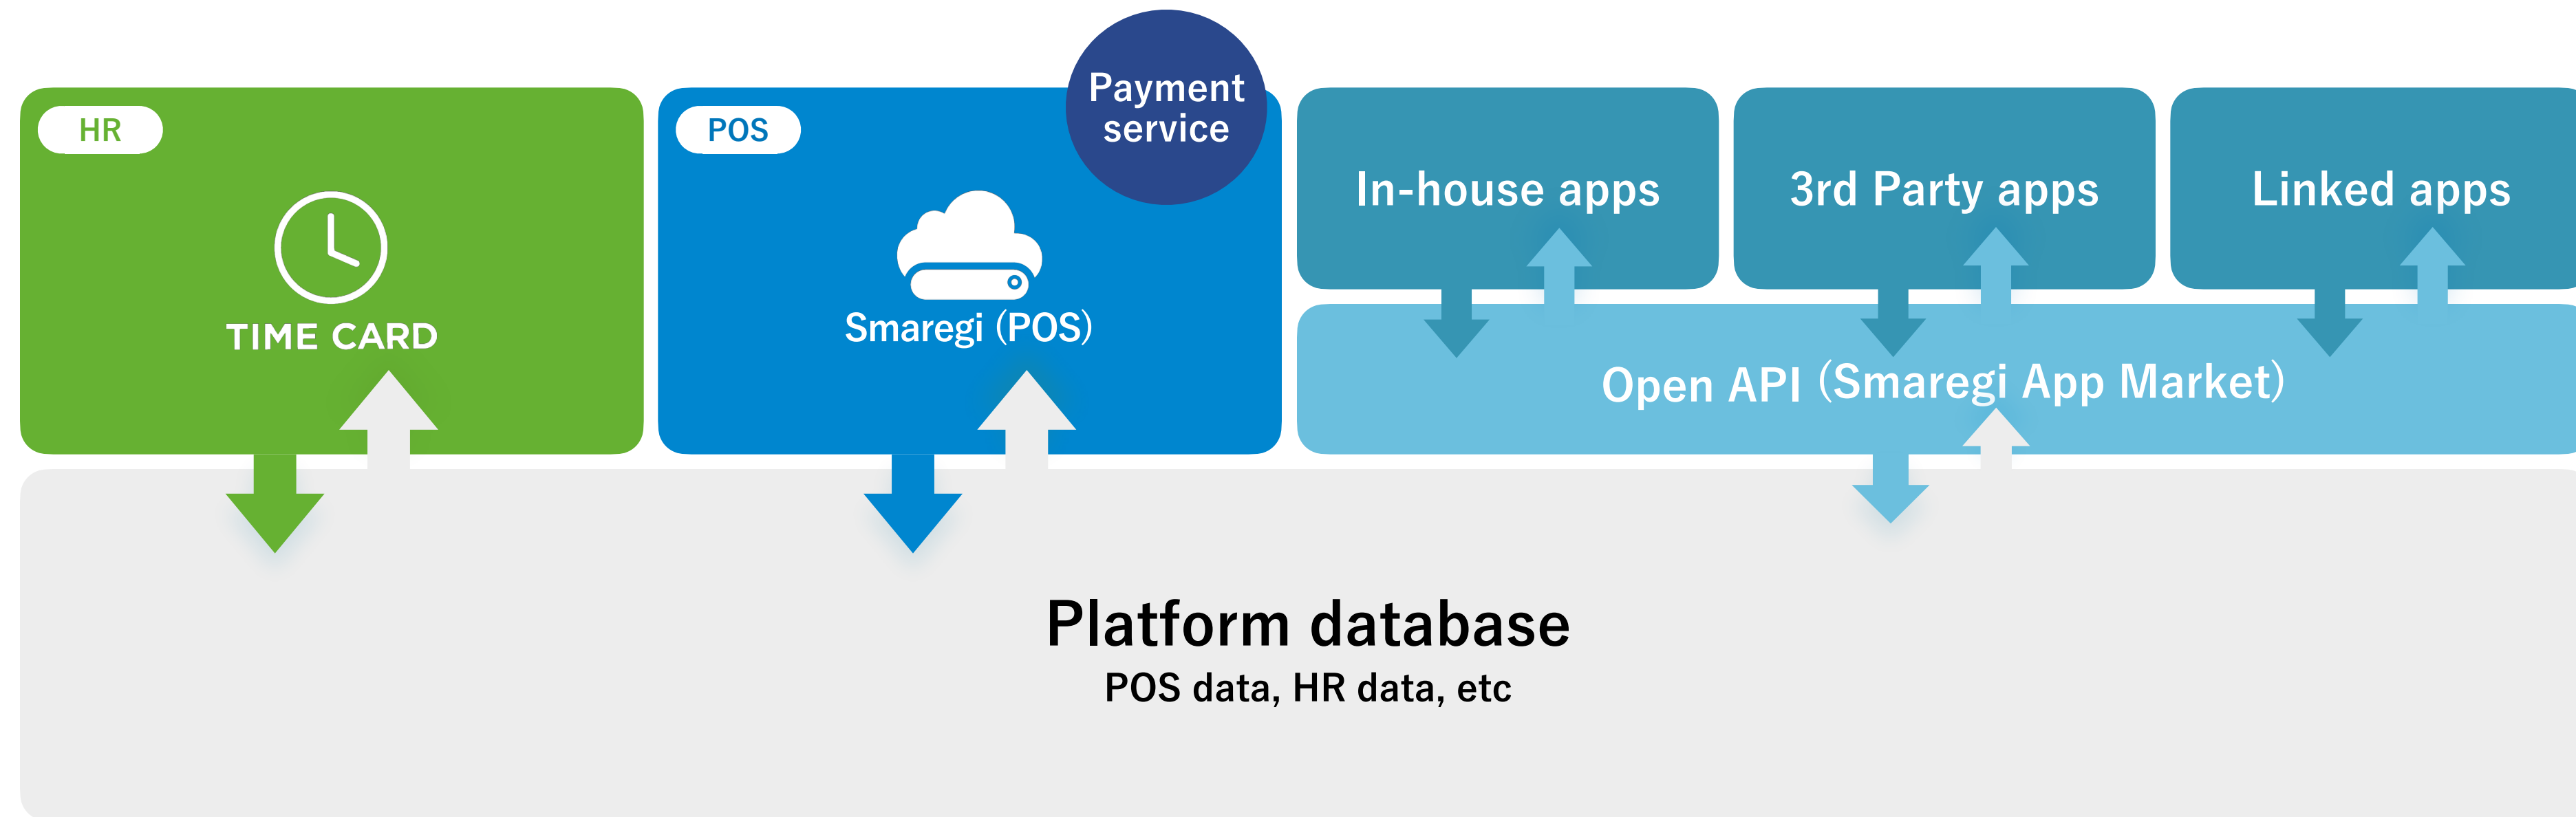 HR
TIME CARD
POS
Payment
service
Smaregi (POS)
In-house apps
3rd Party apps
Linked apps
Open API (Smaregi App Market)
Platform database
POS data, HR data, etc